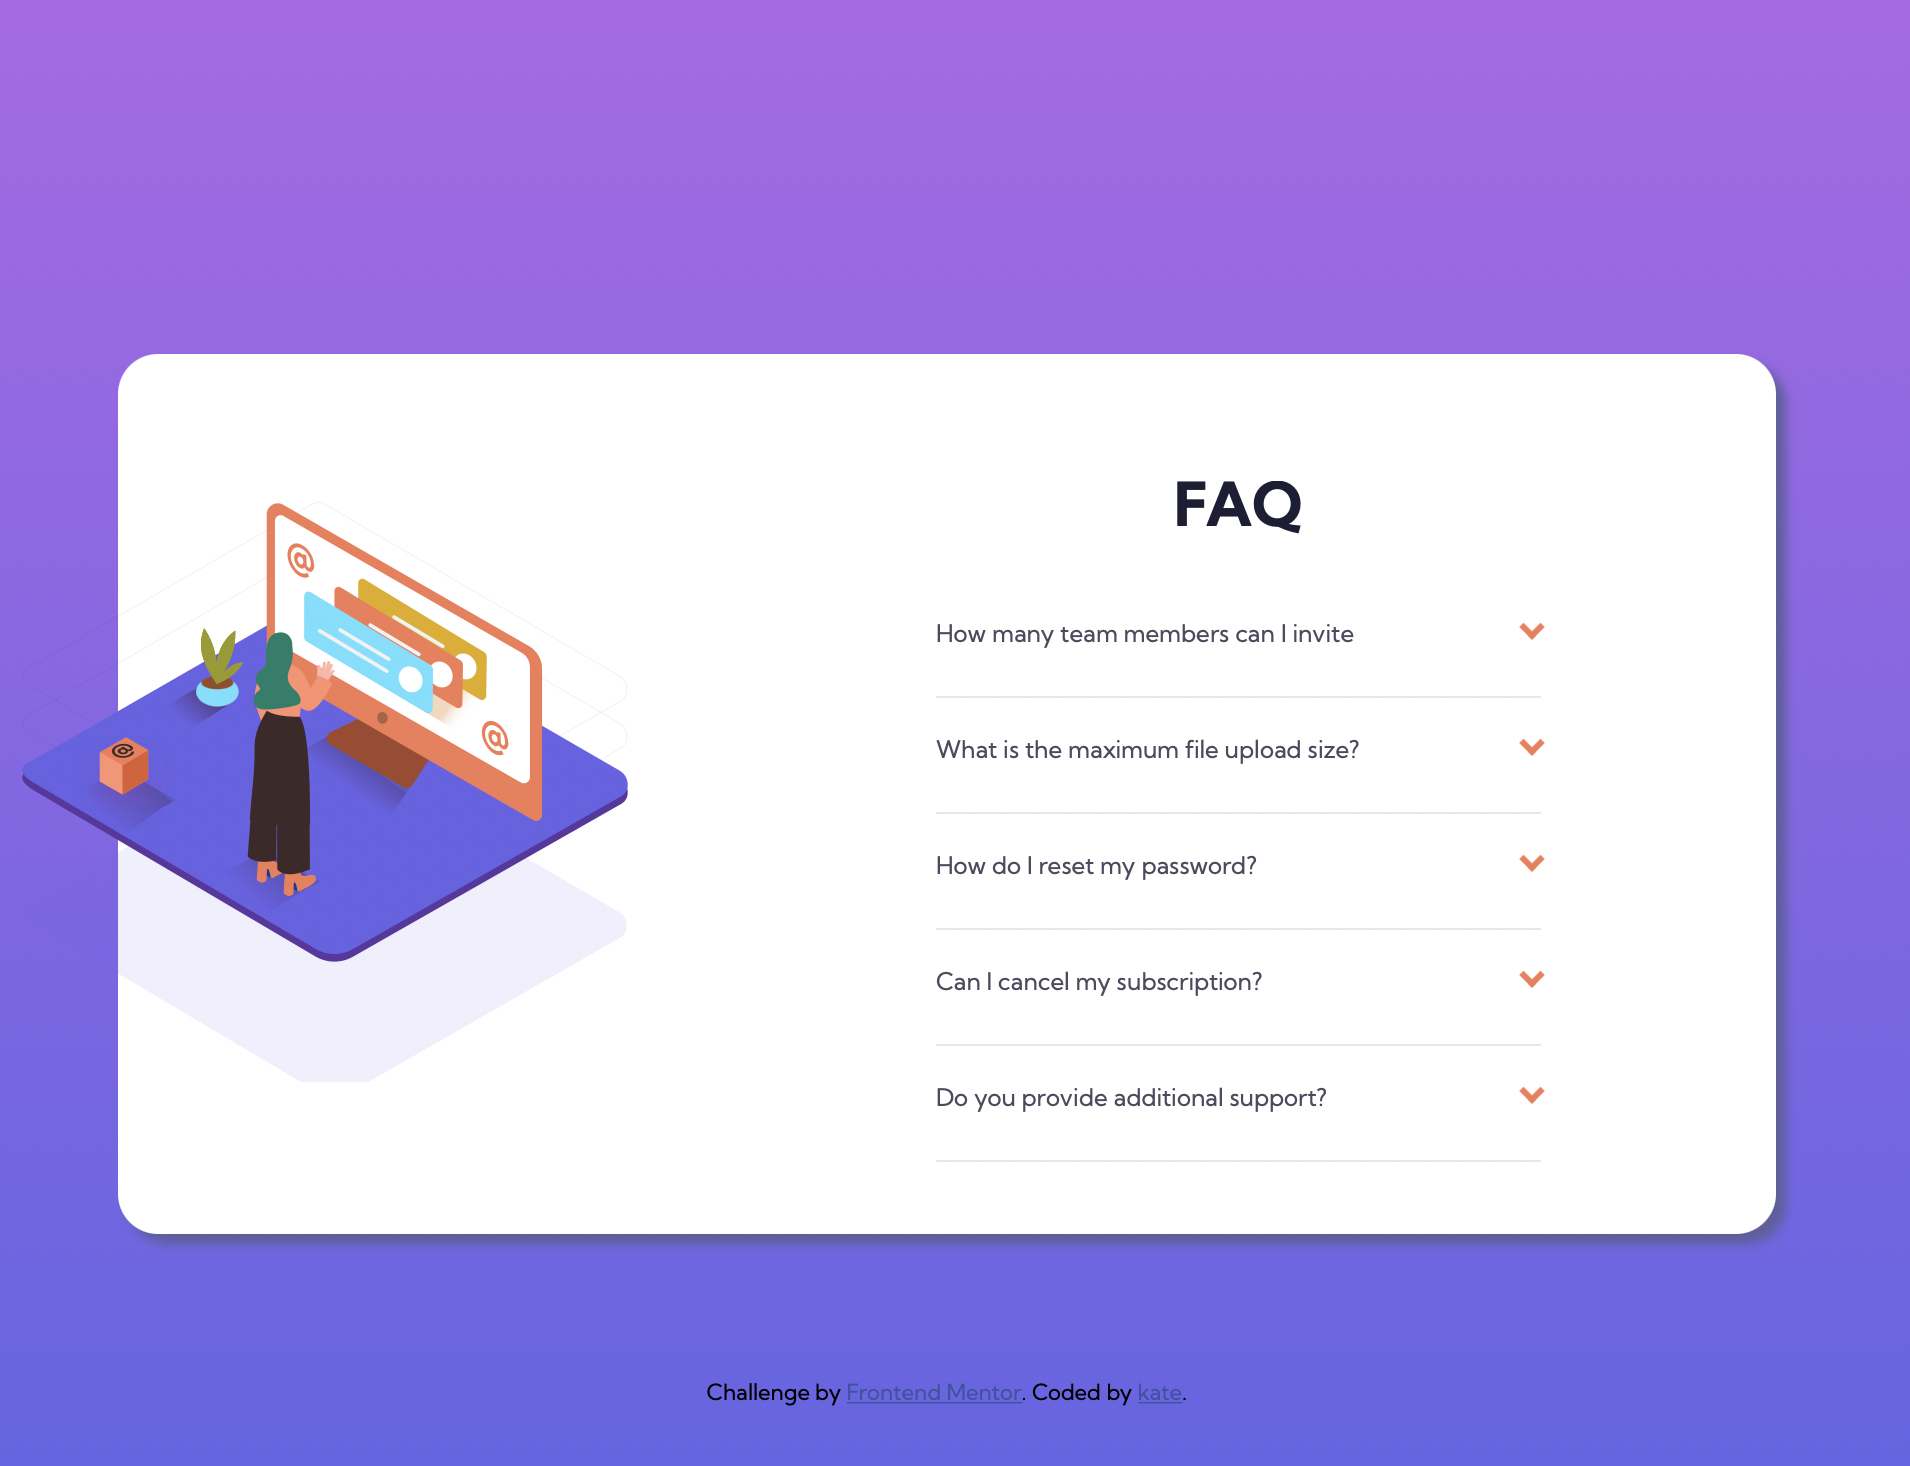 FAQ
How many team members can I invite
What is the maximum file upload size?
How do I reset my password?
Can I cancel my subscription?
Do you provide additional support?
@
@
@
Challenge by Frontend Mentor. Coded by kate.